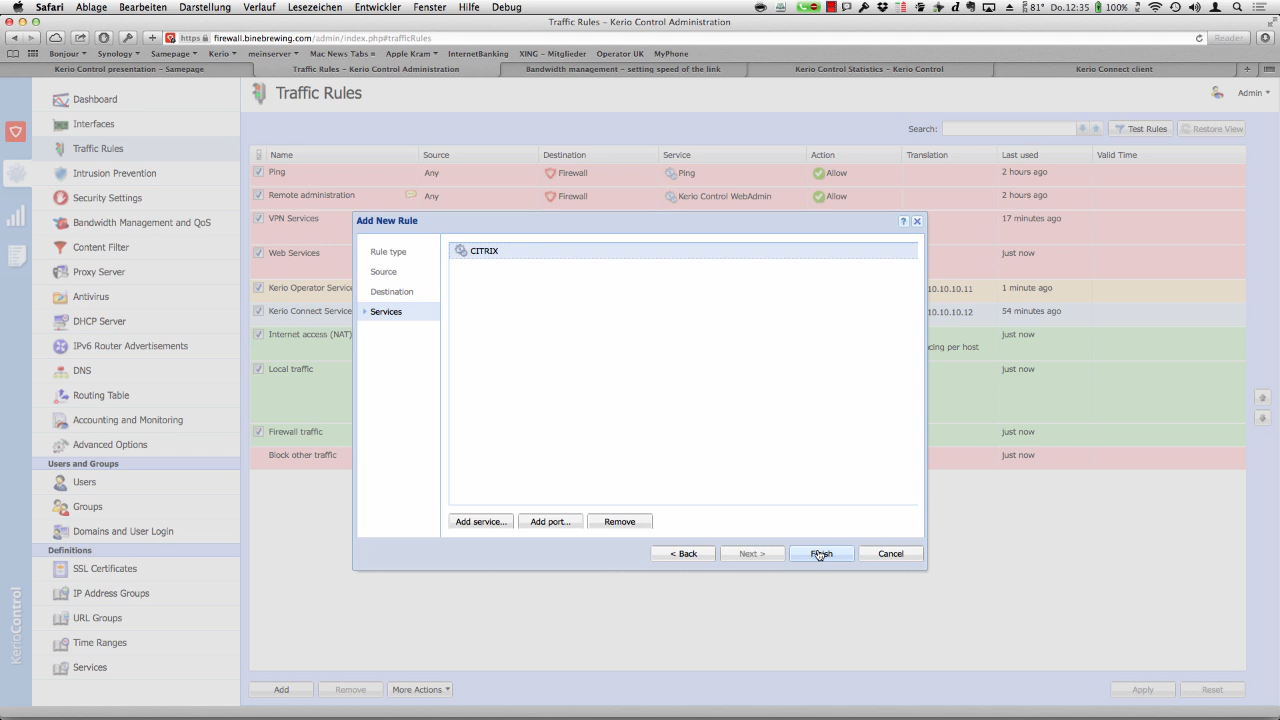 Safari Ablage Bearbeiten Darstellung Verlauf Lesezeichen Entwickler Fenster Hilfe Debug 81° Do.12:35 100%
Traffic Rules – Kerio Control Administration
https firewall.binebrewing.com/admin/index.php#trafficRules Reader
Bonjour Synology Samepage Kerio meinserver Mac News Tabs Apple Kram InternetBanking XING – Mitglieder Operator UK MyPhone
Kerio Control presentation – Samepage Traffic Rules – Kerio Control Administration Bandwidth management – setting speed of the link Kerio Control Statistics – Kerio Control Kerio Connect client
Dashboard
Interfaces
Traffic Rules
Intrusion Prevention
Security Settings
Bandwidth Management and QoS
Content Filter
Proxy Server
Antivirus
DHCP Server
IPv6 Router Advertisements
DNS
Routing Table
Accounting and Monitoring
Advanced Options
Users and Groups
Users
Groups
Domains and User Login
Definitions
SSL Certificates
IP Address Groups
URL Groups
Time Ranges
Services
KerioControl
Traffic Rules
Admin
Search: Test Rules Restore View
Name Source Destination Service Action Translation Last used Valid Time
Ping Any Firewall Ping Allow 2 hours ago
Remote administration Any Firewall Kerio Control WebAdmin Allow 2 hours ago
VPN Services 17 minutes ago
Web Services just now
Kerio Operator Service 10.10.10.11 1 minute ago
Kerio Connect Service 10.10.10.12 54 minutes ago
Internet access (NAT) just now
per host
Local traffic just now
Firewall traffic just now
Block other traffic just now
Add New Rule
Rule type
Source
Destination
Services
CITRIX
Add service... Add port... Remove
< Back Next > Finish Cancel
Add Remove More Actions Apply Reset